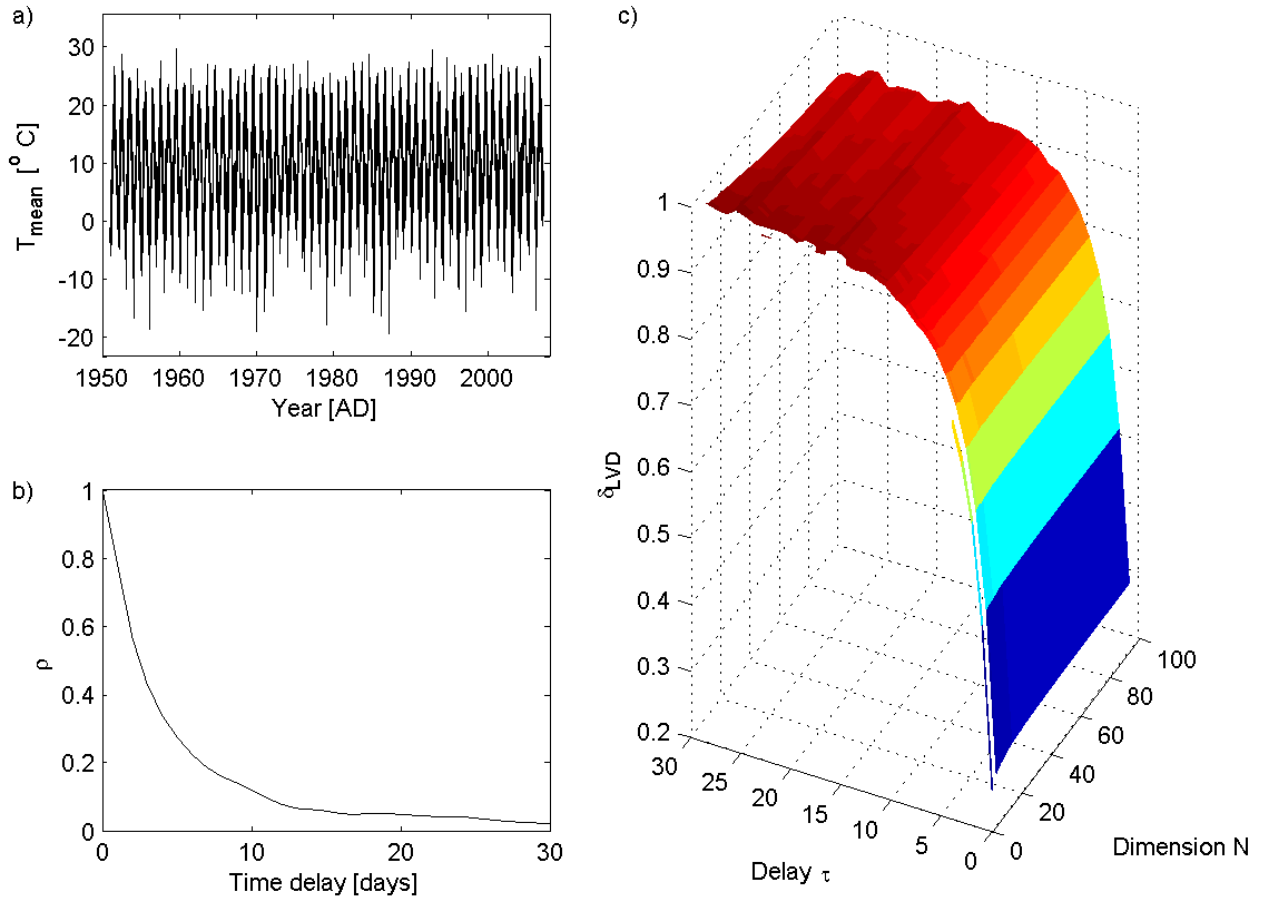 a)
30
20
10
0
-10
-20
T_mean [° C]
1950 1960 1970 1980 1990 2000
Year [AD]
b)
1
0.8
0.6
0.4
0.2
0
ρ
0 10 20 30
Time delay [days]
c)
1
0.9
0.8
0.7
0.6
0.5
0.4
0.3
0.2
δ_LVD
30 25 20 15 10 5 0
Delay τ
0 20 40 60 80 100
Dimension N